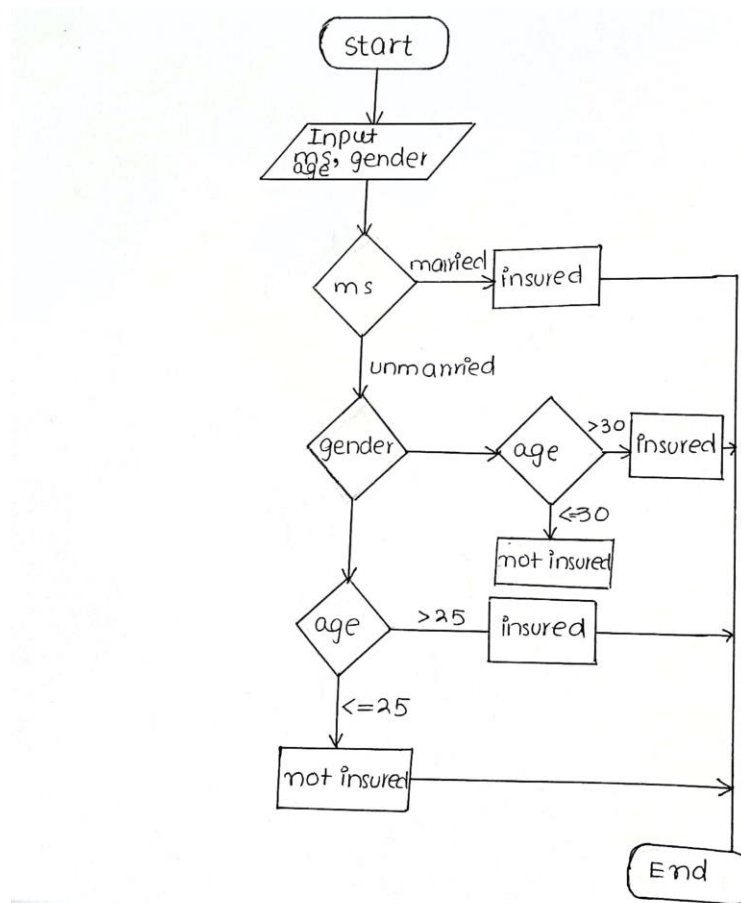 start
Input
ms, gender
age
ms
married
insured
unmarried
gender
age
>30
insured
<=30
not insured
age
>25
insured
<=25
not insured
End